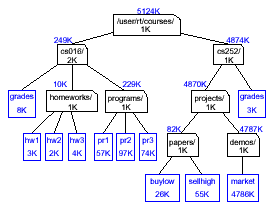 5124K
/user/rt/courses/
1K
249K
4874K
cs016/
2K
cs252/
1K
10K
229K
4870K
grades
8K
homeworks/
1K
programs/
1K
projects/
1K
grades
3K
82K
4787K
hw1
3K
hw2
2K
hw3
4K
pr1
57K
pr2
97K
pr3
74K
papers/
1K
demos/
1K
buylow
26K
sellhigh
55K
market
4786K